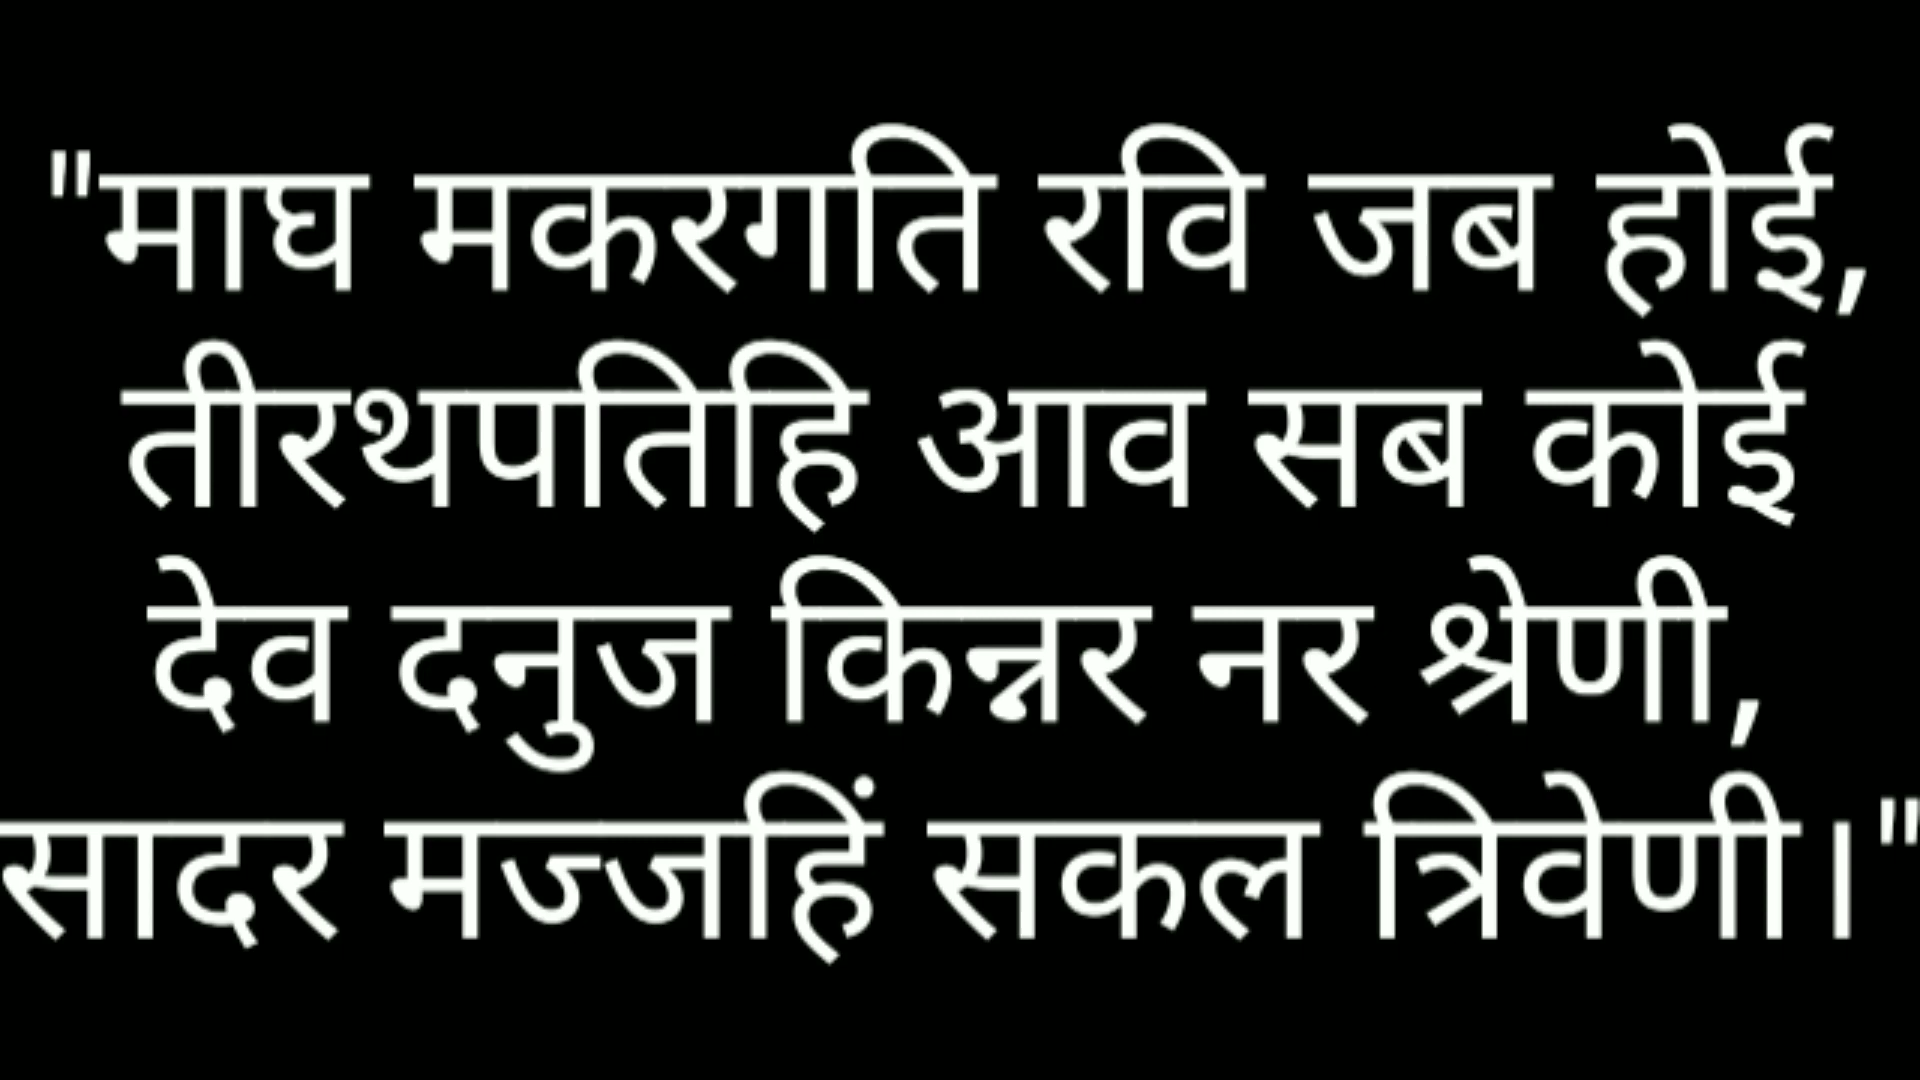 "माघ मकरगति रवि जब होई,
तीरथपतिहि आव सब कोई
देव दनुज किन्नर नर श्रेणी,
सादर मज्जहिं सकल त्रिवेणी।"